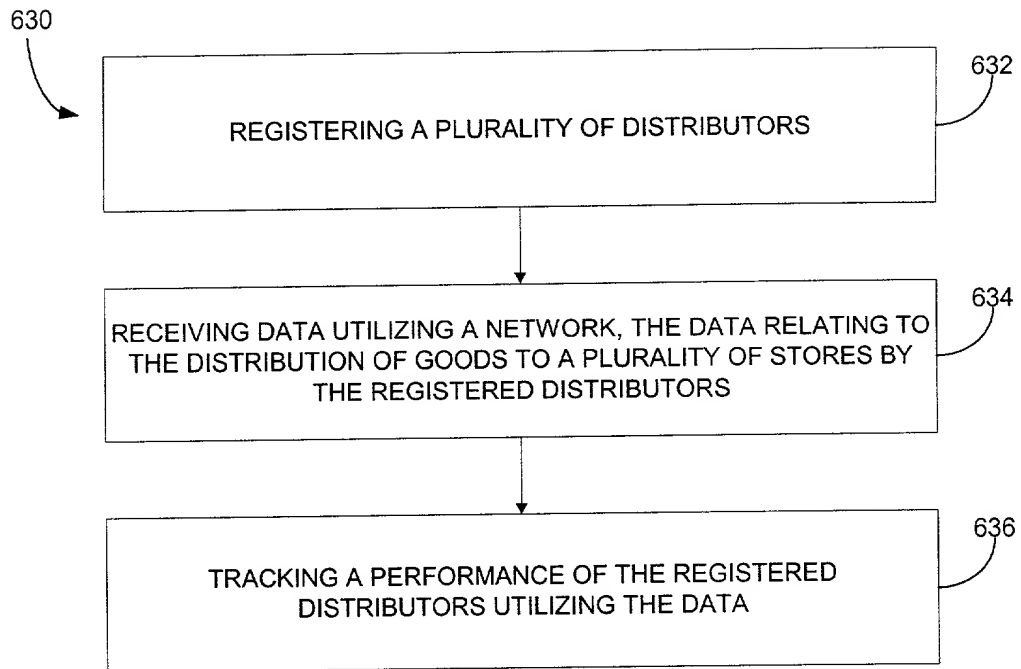 630
632
REGISTERING A PLURALITY OF DISTRIBUTORS
634
RECEIVING DATA UTILIZING A NETWORK, THE DATA RELATING TO
THE DISTRIBUTION OF GOODS TO A PLURALITY OF STORES BY
THE REGISTERED DISTRIBUTORS
636
TRACKING A PERFORMANCE OF THE REGISTERED
DISTRIBUTORS UTILIZING THE DATA